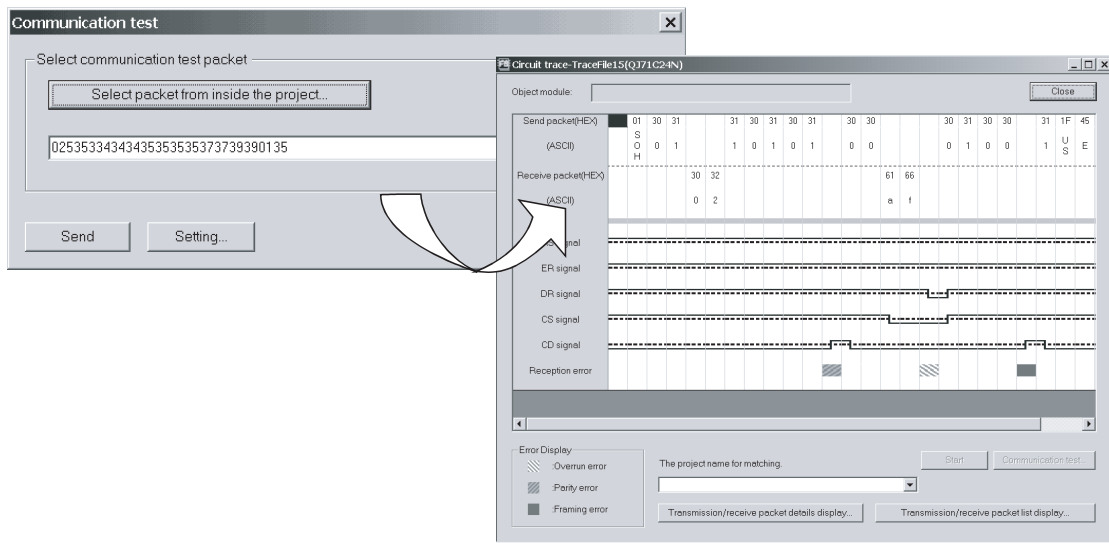 Communication test
Select communication test packet
Select packet from inside the project...
0253533434343535353537373939013​5
Send
Setting...
Circuit trace-TraceFile15(QJ71C24N)
Object module:
Close
Send packet(HEX) 01 30 31 31 30 31 30 31 30 30 30 31 30 30 31 1F 45
(ASCII) SOH 0 1 1 0 1 0 1 0 0 0 1 0 0 1 US E
Receive packet(HEX) 30 32 61 66
(ASCII) 0 2 a f
ER signal
DR signal
CS signal
CD signal
Reception error
Error Display
:Overrun error
:Parity error
:Framing error
The project name for matching.
Start
Communication test...
Transmission/receive packet details display...
Transmission/receive packet list display...